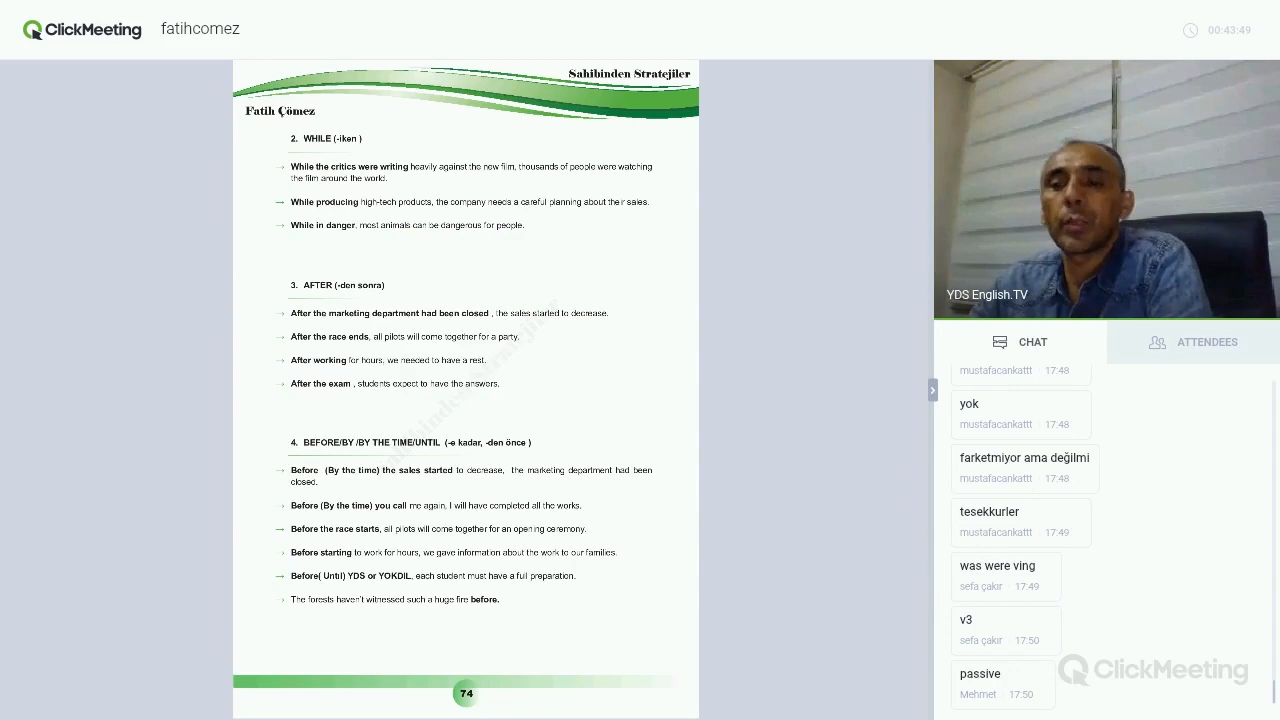 ClickMeeting
fatihcomez
00:43:49
Sahibinden Stratejiler
Fatih Çömez
2. WHILE (-iken )
→ While the critics were writing heavily against the new film, thousands of people were watching
the film around the world.
→ While producing high-tech products, the company needs a careful planning about their sales.
→ While in danger, most animals can be dangerous for people.
3. AFTER (-den sonra)
→ After the marketing department had been closed , the sales started to decrease.
→ After the race ends, all pilots will come together for a party.
→ After working for hours, we needed to have a rest.
→ After the exam , students expect to have the answers.
4. BEFORE/BY /BY THE TIME/UNTIL (-e kadar, -den önce )
→ Before (By the time) the sales started to decrease, the marketing department had been
closed.
→ Before (By the time) you call me again, I will have completed all the works.
→ Before the race starts, all pilots will come together for an opening ceremony.
→ Before starting to work for hours, we gave information about the work to our families.
→ Before( Until) YDS or YOKDIL, each student must have a full preparation.
→ The forests haven't witnessed such a huge fire before.
Sahibinden Stratejiler
74
YDS English.TV
CHAT
ATTENDEES
mustafacankattt 17:48
yok
mustafacankattt 17:48
farketmiyor ama değilmi
mustafacankattt 17:48
tesekkurler
mustafacankattt 17:49
was were ving
sefa çakır 17:49
v3
sefa çakır 17:50
passive
Mehmet 17:50
ClickMeeting